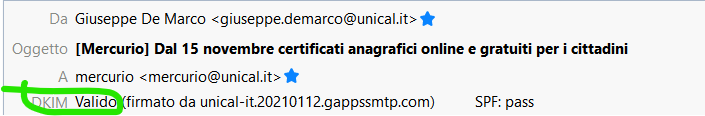 Da Giuseppe De Marco <giuseppe.demarco@unical.it>
Oggetto [Mercurio] Dal 15 novembre certificati anagrafici online e gratuiti per i cittadini
A mercurio <mercurio@unical.it>
DKIM Valido (firmato da unical-it.20210112.gappssmtp.com) SPF: pass